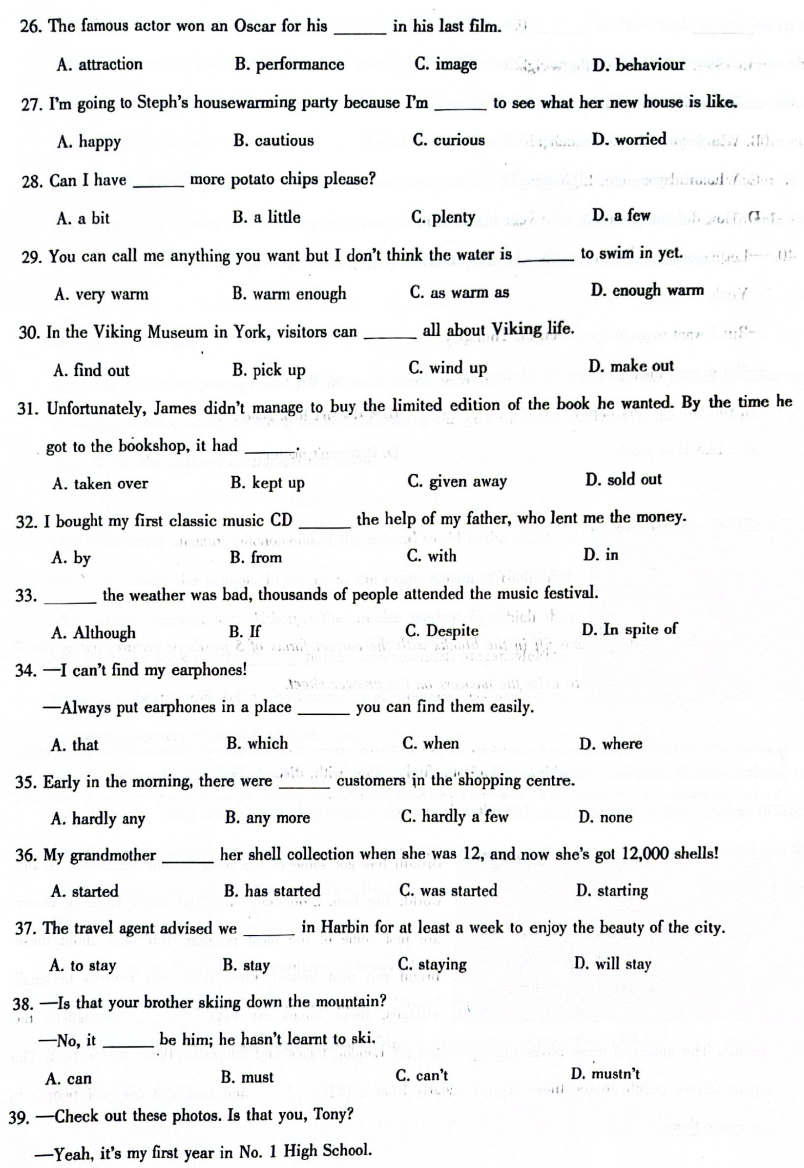 26. The famous actor won an Oscar for his ______ in his last film.
A. attraction B. performance C. image D. behaviour
27. I'm going to Steph's housewarming party because I'm ______ to see what her new house is like.
A. happy B. cautious C. curious D. worried
28. Can I have ______ more potato chips please?
A. a bit B. a little C. plenty D. a few
29. You can call me anything you want but I don't think the water is ______ to swim in yet.
A. very warm B. warm enough C. as warm as D. enough warm
30. In the Viking Museum in York, visitors can ______ all about Viking life.
A. find out B. pick up C. wind up D. make out
31. Unfortunately, James didn't manage to buy the limited edition of the book he wanted. By the time he
got to the bookshop, it had ______.
A. taken over B. kept up C. given away D. sold out
32. I bought my first classic music CD ______ the help of my father, who lent me the money.
A. by B. from C. with D. in
33. ______ the weather was bad, thousands of people attended the music festival.
A. Although B. If C. Despite D. In spite of
34. —I can't find my earphones!
—Always put earphones in a place ______ you can find them easily.
A. that B. which C. when D. where
35. Early in the morning, there were ______ customers in the shopping centre.
A. hardly any B. any more C. hardly a few D. none
36. My grandmother ______ her shell collection when she was 12, and now she's got 12,000 shells!
A. started B. has started C. was started D. starting
37. The travel agent advised we ______ in Harbin for at least a week to enjoy the beauty of the city.
A. to stay B. stay C. staying D. will stay
38. —Is that your brother skiing down the mountain?
—No, it ______ be him; he hasn't learnt to ski.
A. can B. must C. can't D. mustn't
39. —Check out these photos. Is that you, Tony?
—Yeah, it's my first year in No. 1 High School.